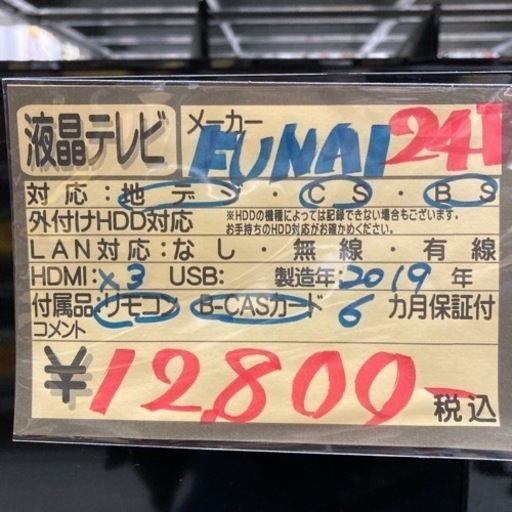 液晶テレビ
メーカー
FUNAI 24I
対応：地デジ・CS・BS
外付けHDD対応 ※HDDの機種によっては記録できない場合もございます。
お手持ちのHDD対応がお確かめください。
LAN対応：なし・無線・有線
HDMI：×3 USB： 製造年：2019年
付属品：リモコン B-CASカード 6カ月保証付
コメント
￥12,800- 税込